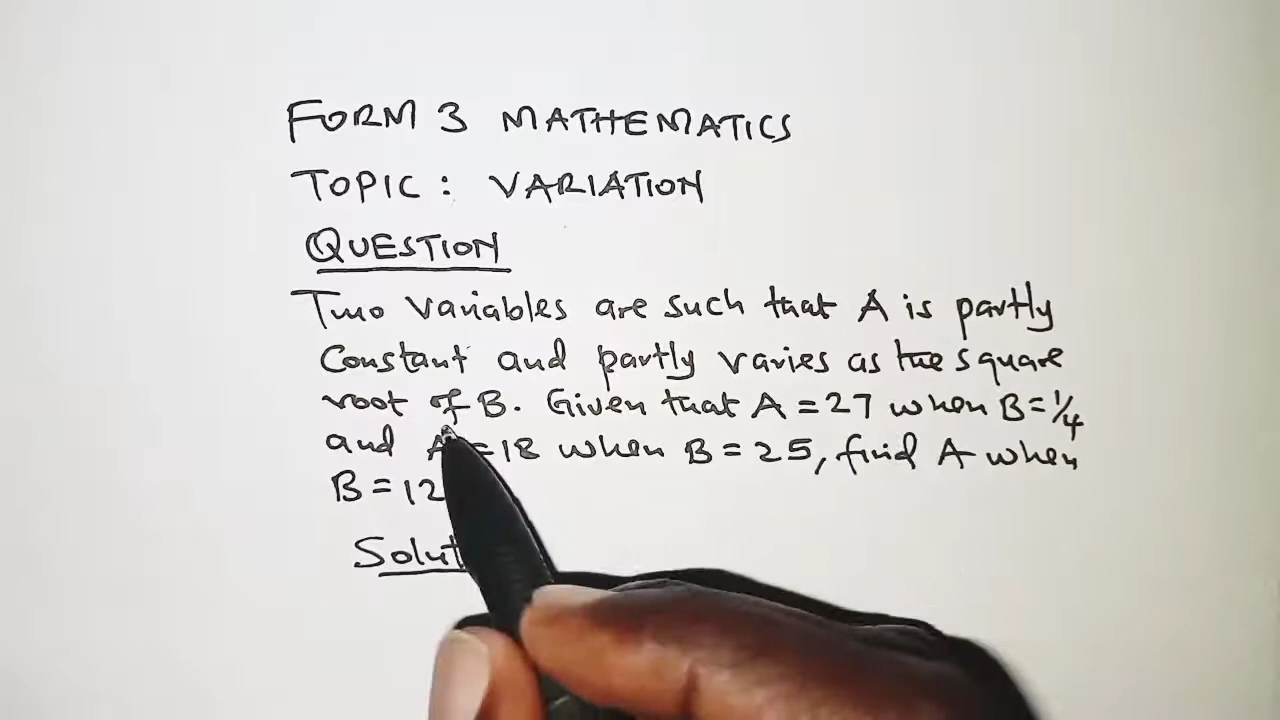 FORM 3 MATHEMATICS
TOPIC: VARIATION
QUESTION
Two variables are such that A is partly
Constant and partly varies as the square
root of B. Given that A = 27 when B = 1/4
and = 18 when B = 25, find A when
B = 12